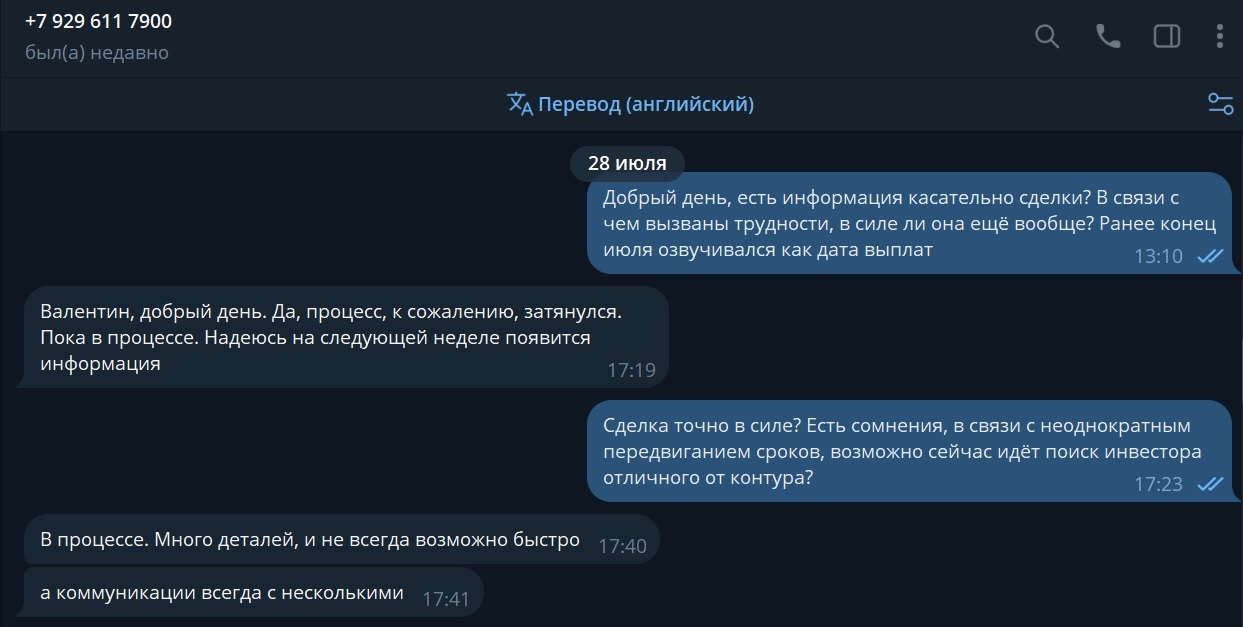 +7 929 611 7900
был(а) недавно
Перевод (английский)
28 июля
Добрый день, есть информация касательно сделки? В связи с
чем вызваны трудности, в силе ли она ещё вообще? Ранее конец
июля озвучивался как дата выплат
13:10
Валентин, добрый день. Да, процесс, к сожалению, затянулся.
Пока в процессе. Надеюсь на следующей неделе появится
информация
17:19
Сделка точно в силе? Есть сомнения, в связи с неоднократным
передвиганием сроков, возможно сейчас идёт поиск инвестора
отличного от контура?
17:23
В процессе. Много деталей, и не всегда возможно быстро
17:40
а коммуникации всегда с несколькими
17:41